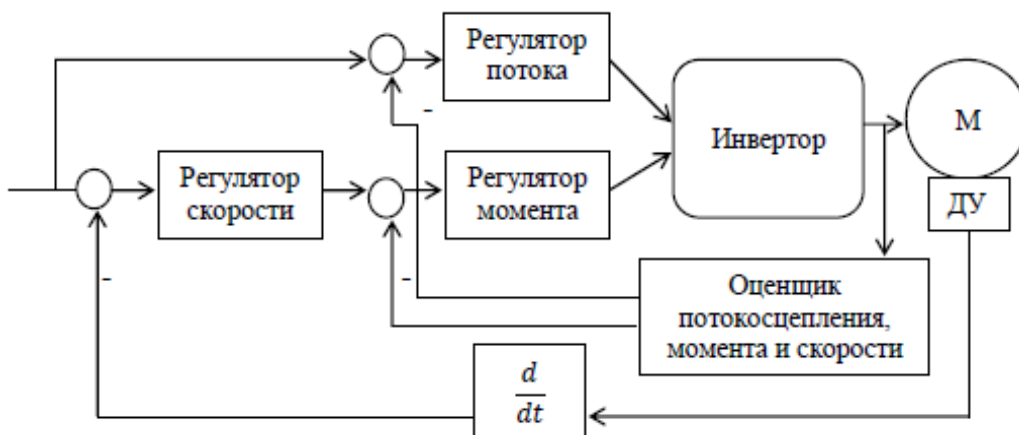 Регулятор
потока
-
Инвертор
М
Регулятор
скорости
Регулятор
момента
ДУ
-
-
Оценщик
потокосцепления,
момента и скорости
d
dt